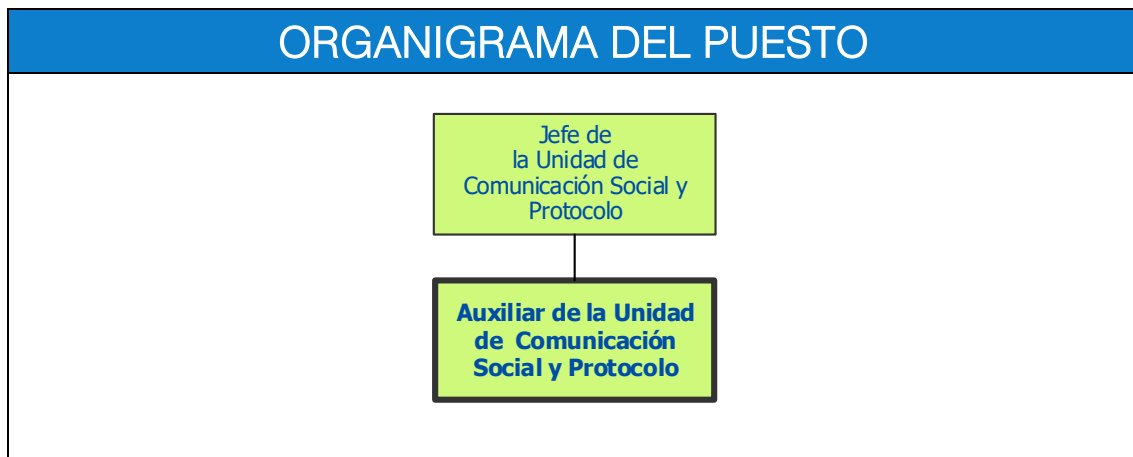 ORGANIGRAMA DEL PUESTO
Jefe de
la Unidad de
Comunicación Social y
Protocolo
Auxiliar de la Unidad
de Comunicación
Social y Protocolo